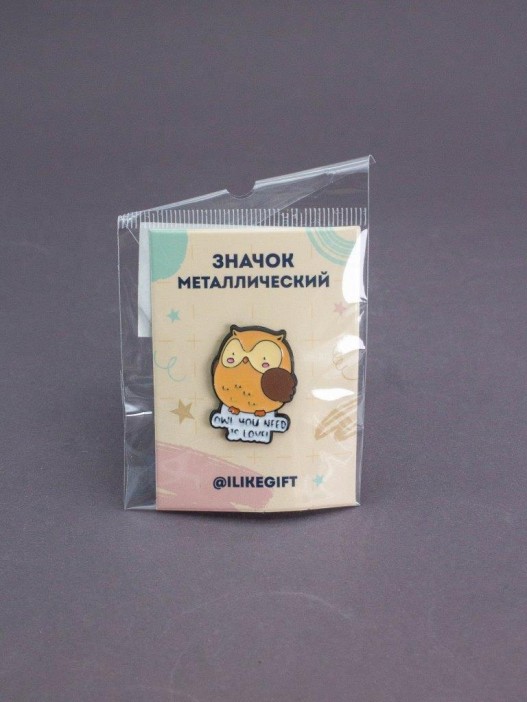 ЗНАЧОК
МЕТАЛЛИЧЕСКИЙ
OWL YOU NEED
IS LOVE!
@ILIKEGIFT